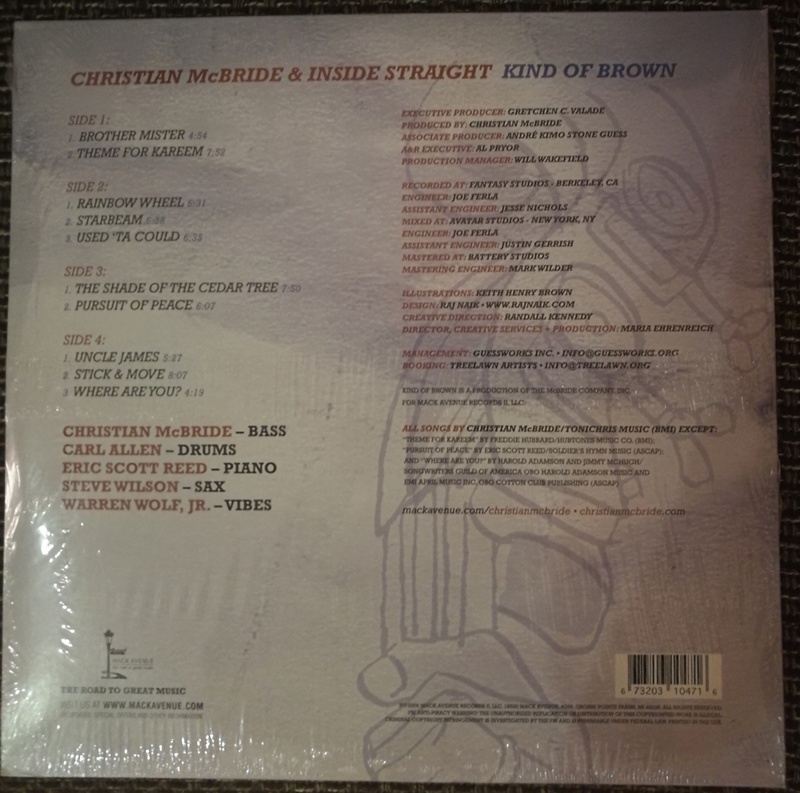 CHRISTIAN McBRIDE & INSIDE STRAIGHT KIND OF BROWN
SIDE 1:
1. BROTHER MISTER 4:54
2. THEME FOR KAREEM 7:52
SIDE 2:
1. RAINBOW WHEEL 6:31
2. STARBEAM
3. USED 'TA COULD 6:35
SIDE 3:
1. THE SHADE OF THE CEDAR TREE 7:50
2. PURSUIT OF PEACE 6:07
SIDE 4:
1. UNCLE JAMES 5:27
2. STICK & MOVE 8:07
3. WHERE ARE YOU? 4:19
CHRISTIAN McBRIDE – BASS
CARL ALLEN – DRUMS
ERIC SCOTT REED – PIANO
STEVE WILSON – SAX
WARREN WOLF, JR. – VIBES
EXECUTIVE PRODUCER: GRETCHEN C. VALADE
PRODUCED BY: CHRISTIAN McBRIDE
ASSOCIATE PRODUCER: ANDRÉ KIMO STONE GUESS
A&R EXECUTIVE: AL PRYOR
PRODUCTION MANAGER: WILL WAKEFIELD
RECORDED AT: FANTASY STUDIOS - BERKELEY, CA
ENGINEER: JOE FERLA
ASSISTANT ENGINEER: JESSE NICHOLS
MIXED AT: AVATAR STUDIOS - NEW YORK, NY
ENGINEER: JOE FERLA
ASSISTANT ENGINEER: JUSTIN GERRISH
MASTERED AT: BATTERY STUDIOS
MASTERING ENGINEER: MARK WILDER
ILLUSTRATIONS: KEITH HENRY BROWN
DESIGN: RAJ NAIK • WWW.RAJNAIK.COM
CREATIVE DIRECTION: RANDALL KENNEDY
DIRECTOR, CREATIVE SERVICES + PRODUCTION: MARIA EHRENREICH
MANAGEMENT: GUESSWORKS INC. • INFO@GUESSWORKS.ORG
BOOKING: TREELAWN ARTISTS • INFO@TREELAWN.ORG
KIND OF BROWN IS A PRODUCTION OF THE McBRIDE COMPANY, INC.
FOR MACK AVENUE RECORDS II, LLC.
ALL SONGS BY CHRISTIAN McBRIDE/TONICHRIS MUSIC (BMI) EXCEPT:
"THEME FOR KAREEM" BY FREDDIE HUBBARD/HUBTONES MUSIC CO. (BMI);
"PURSUIT OF PEACE" BY ERIC SCOTT REED/SOLDIER'S HYMN MUSIC (ASCAP);
AND "WHERE ARE YOU?" BY HAROLD ADAMSON AND JIMMY MCHUGH/
SONGWRITERS GUILD OF AMERICA OBO HAROLD ADAMSON MUSIC AND
EMI APRIL MUSIC INC. OBO COTTON CLUB PUBLISHING (ASCAP)
mackavenue.com/christianmcbride • christianmcbride.com
MACK AVENUE
THE ROAD TO GREAT MUSIC
VISIT US AT WWW.MACKAVENUE.COM
6 73203 10471 6